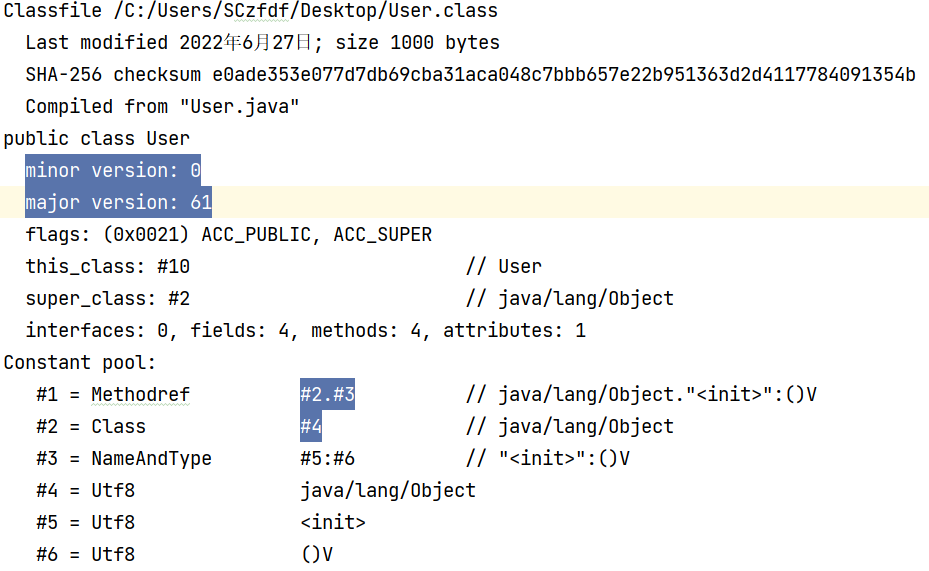 Classfile /C:/Users/SCzfdf/Desktop/User.class
Last modified 2022年6月27日; size 1000 bytes
SHA-256 checksum e0ade353e077d7db69cba31aca048c7bbb657e22b951363d2d4117784091354b
Compiled from "User.java"
public class User
minor version: 0
major version: 61
flags: (0x0021) ACC_PUBLIC, ACC_SUPER
this_class: #10 // User
super_class: #2 // java/lang/Object
interfaces: 0, fields: 4, methods: 4, attributes: 1
Constant pool:
#1 = Methodref #2.#3 // java/lang/Object."<init>":()V
#2 = Class #4 // java/lang/Object
#3 = NameAndType #5:#6 // "<init>":()V
#4 = Utf8 java/lang/Object
#5 = Utf8 <init>
#6 = Utf8 ()V